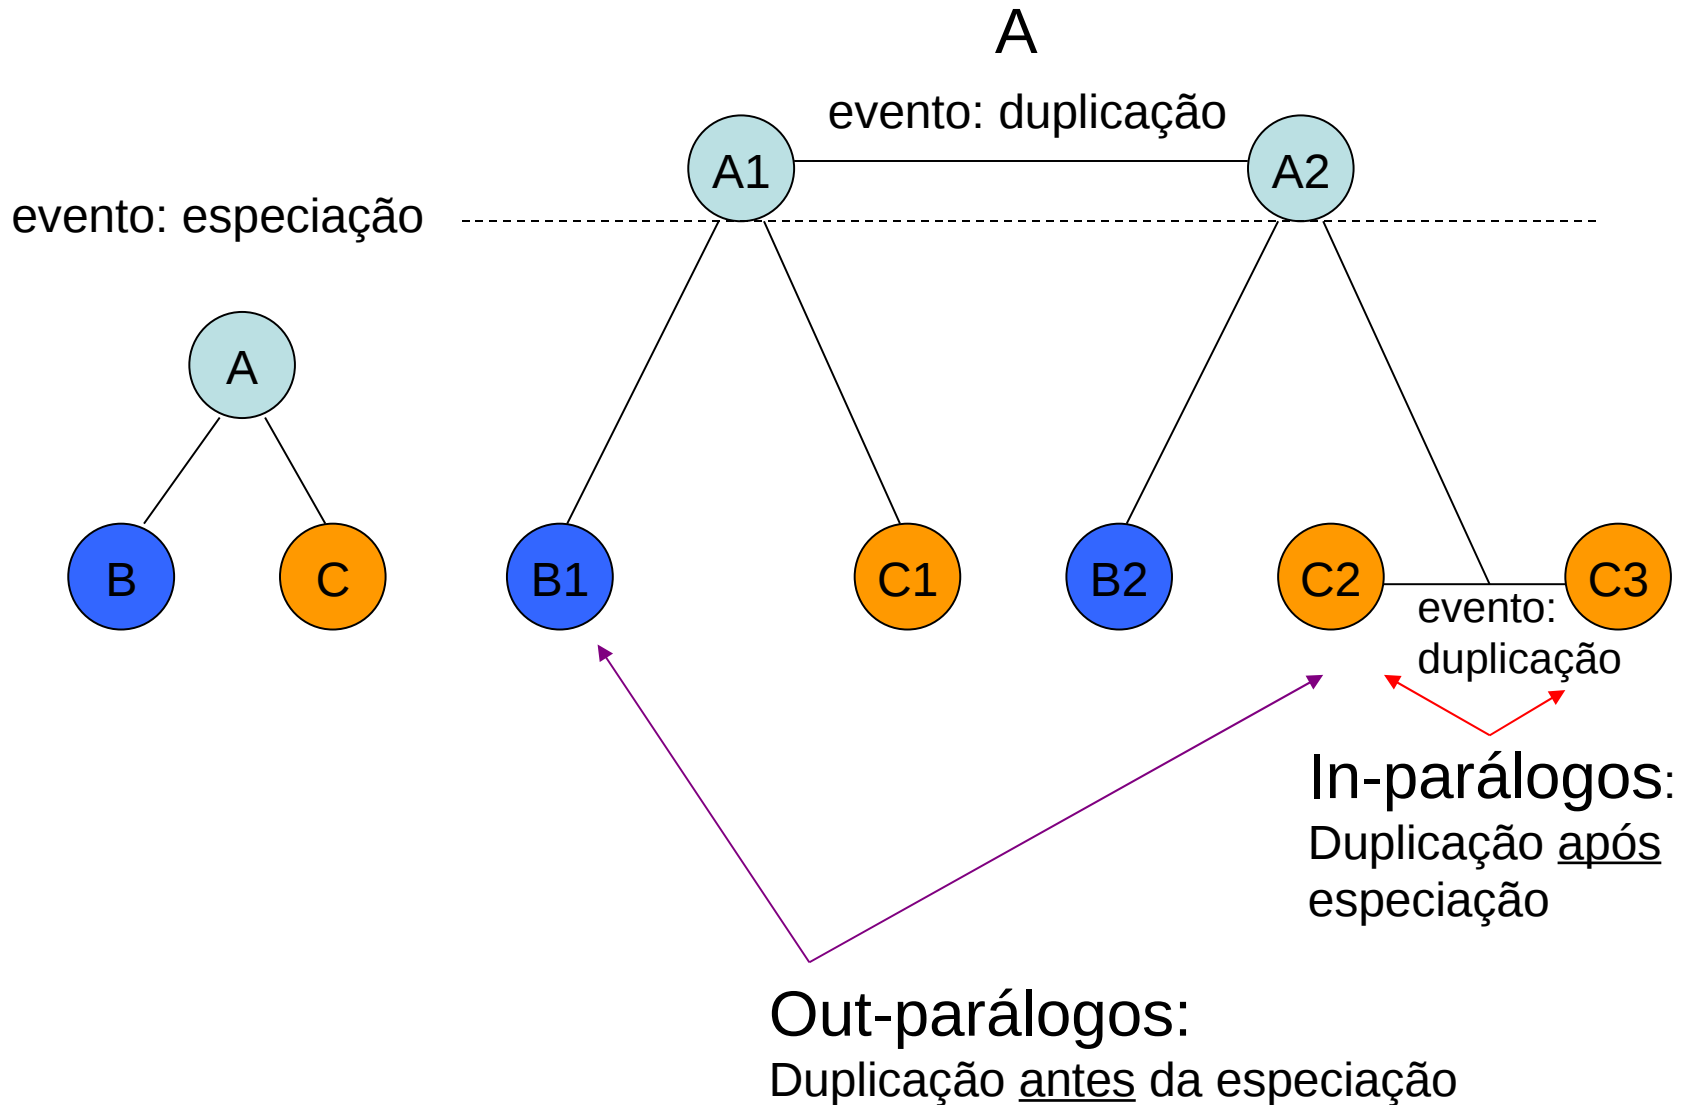 A
evento: duplicação
A1
A2
evento: especiação
A
B
C
B1
C1
B2
C2
C3
evento:
duplicação
In-parálogos:
Duplicação após
especiação
Out-parálogos:
Duplicação antes da especiação